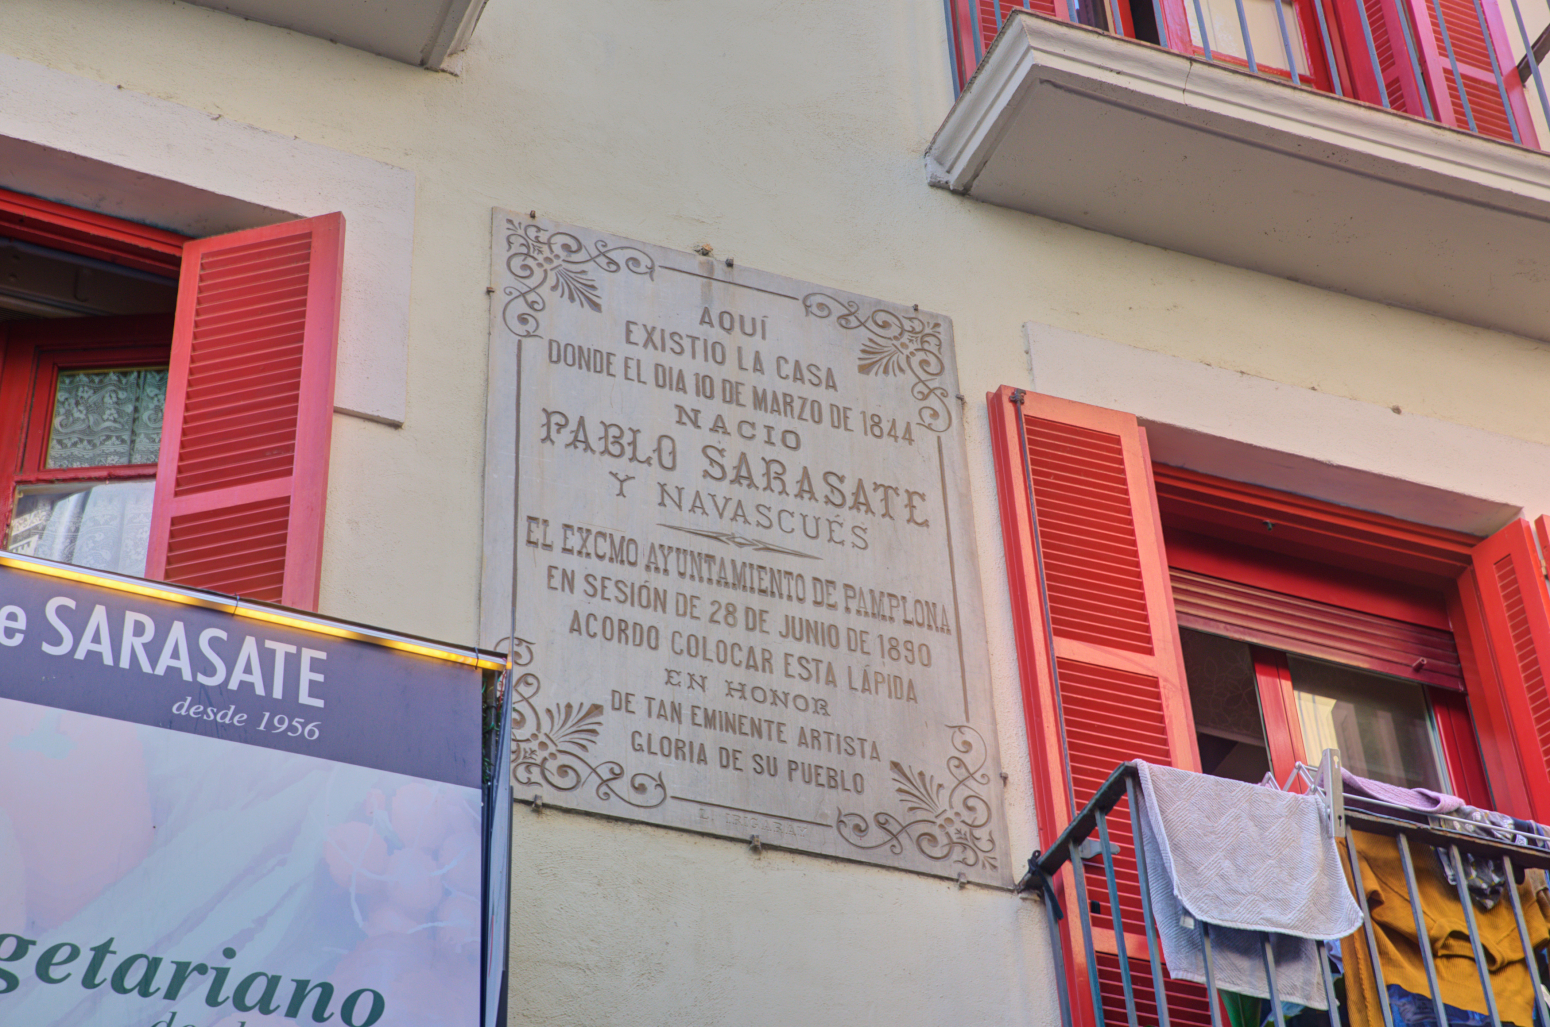 AQUÍ
EXISTIO LA CASA
DONDE EL DIA 10 DE MARZO DE 1844
NACIO
PABLO SARASATE
Y NAVASCUÉS
EL EXCMO AYUNTAMIENTO DE PAMPLONA
EN SESIÓN DE 28 DE JUNIO DE 1890
ACORDO COLOCAR ESTA LÁPIDA
EN HONOR
DE TAN EMINENTE ARTISTA
GLORIA DE SU PUEBLO
e SARASATE
desde 1956
getariano